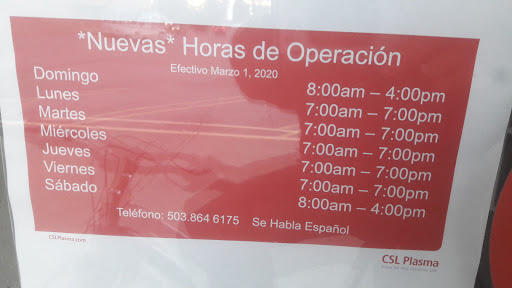 *Nuevas* Horas de Operación
Efectivo Marzo 1, 2020
Domingo 8:00am – 4:00pm
Lunes 7:00am – 7:00pm
Martes 7:00am – 7:00pm
Miércoles 7:00am – 7:00pm
Jueves 7:00am – 7:00pm
Viernes 7:00am – 7:00pm
Sábado 8:00am – 4:00pm
Teléfono: 503.864 6175 Se Habla Español
CSLPlasma.com
CSL Plasma